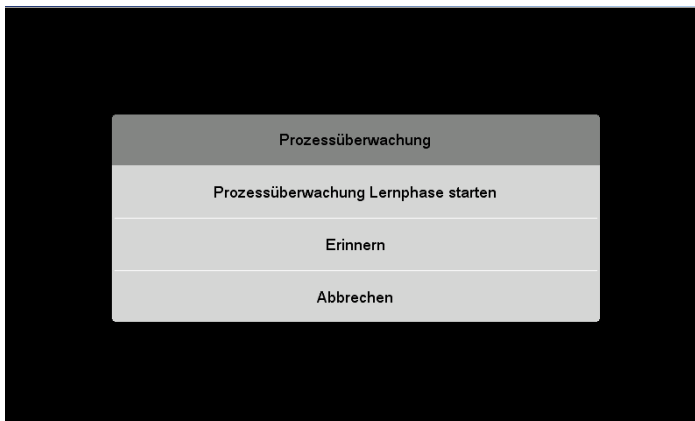 Prozessüberwachung
Prozessüberwachung Lernphase starten
Erinnern
Abbrechen